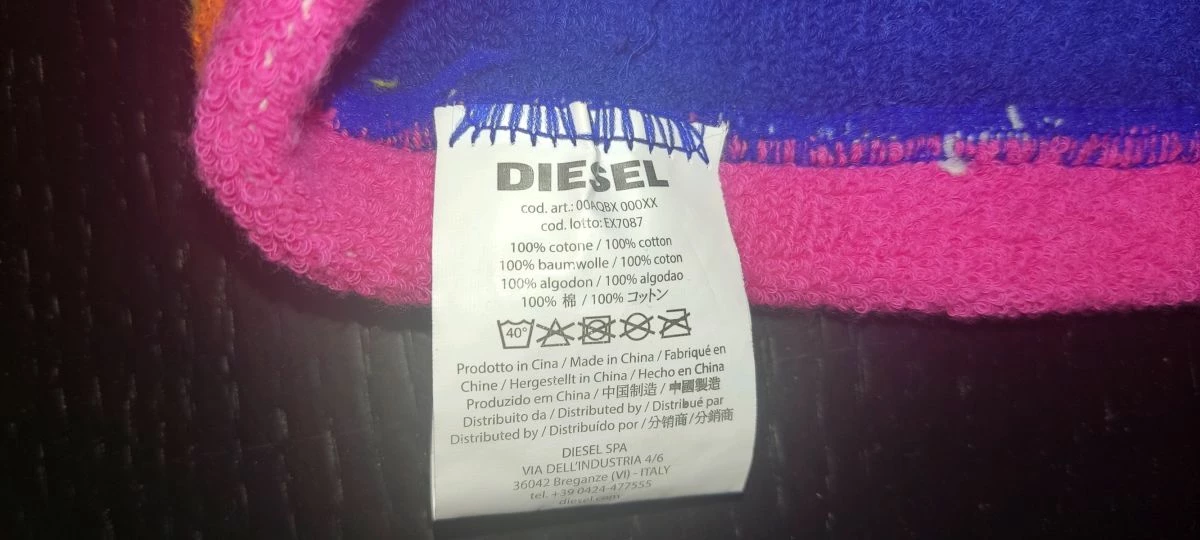 DIESEL
cod. art.: 00AQBX 000XX
cod. lotto: EX7087
100% cotone / 100% cotton
100% baumwolle / 100% coton
100% algodon / 100% algodao
100% 棉 / 100% コットン
40°
Prodotto in Cina / Made in China / Fabriqué en
Chine / Hergestellt in China / Hecho en China
Produzido em China / 中国制造 / 中國製造
Distribuito da / Distributed by / Distribué par
Distributed by / Distribuído por / 分销商/分銷商
DIESEL SPA
VIA DELL'INDUSTRIA 4/6
36042 Breganze (VI) - ITALY
tel. +39 0424-477555
diesel.com